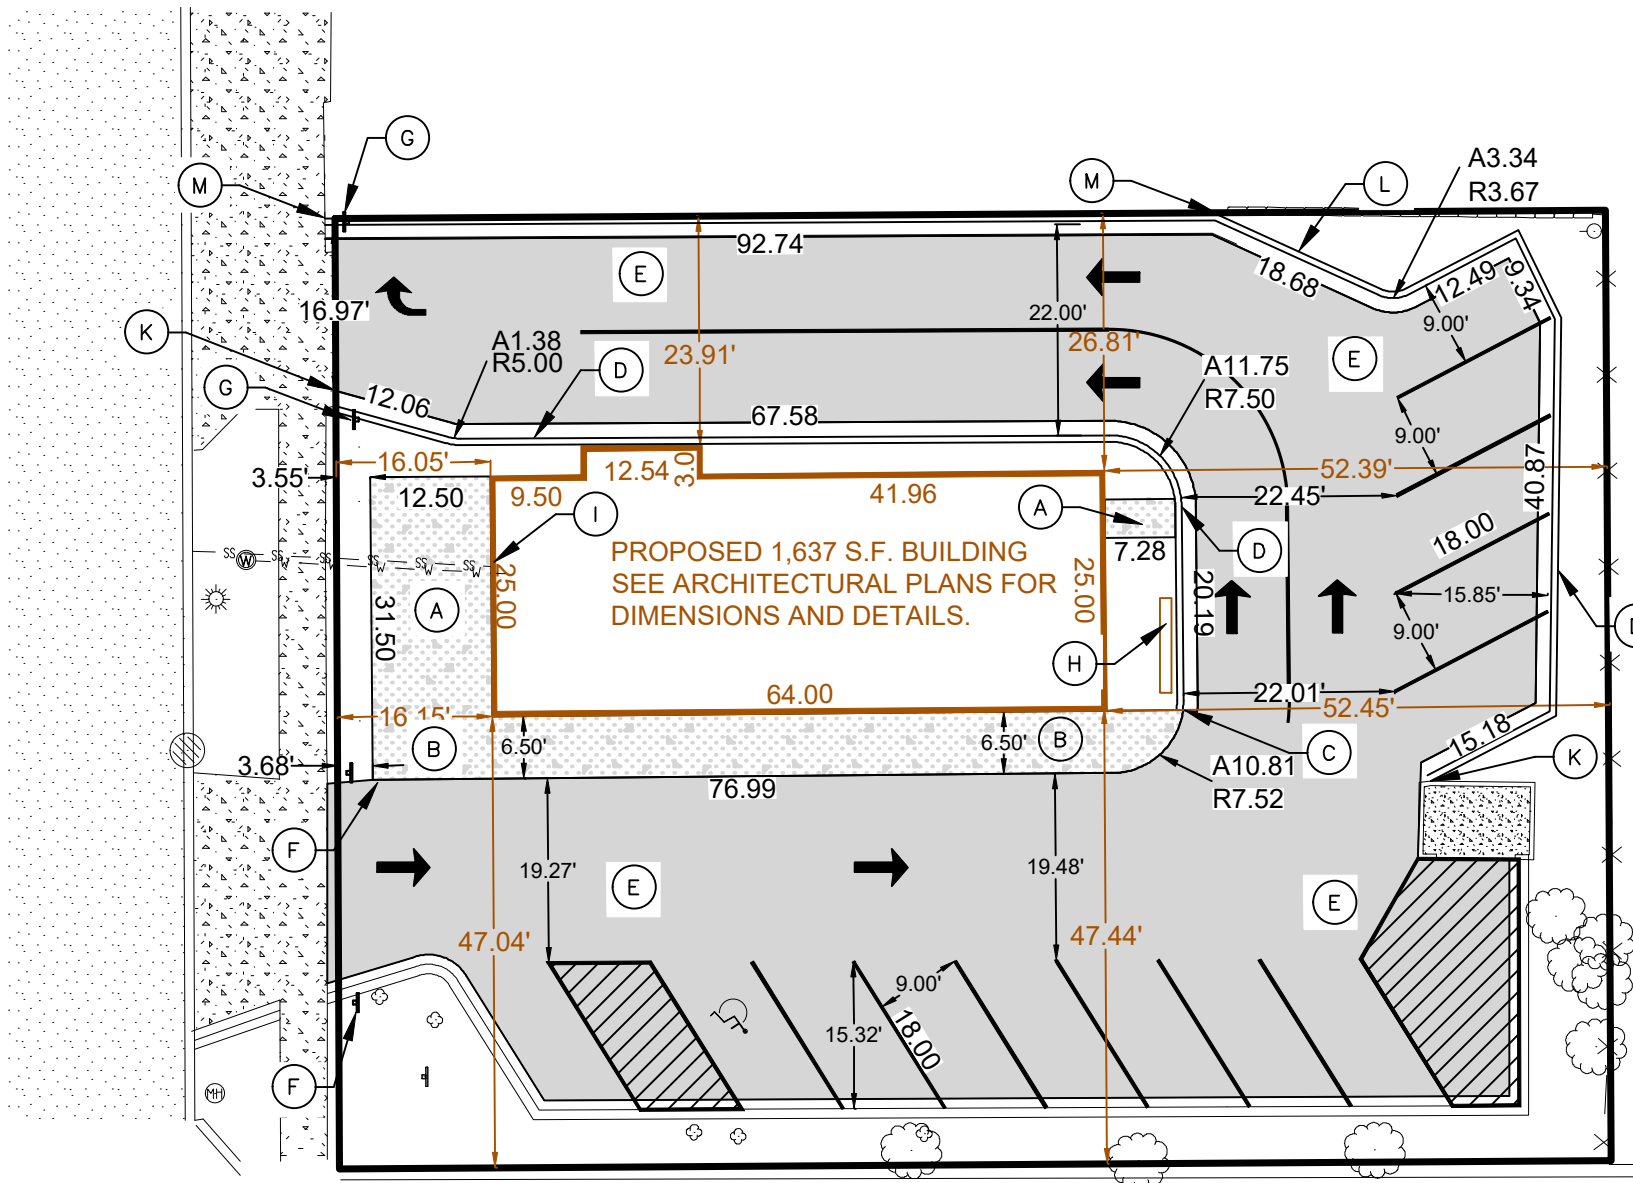 G
M
M
L
A3.34
R3.67
92.74
E
18.68
12.49
9.34
9.00'
16.97'
22.00'
K
A1.38
R5.00
23.91'
26.81'
E
D
A11.75
R7.50
G
12.06
67.58
9.00'
16.05'
12.54
3.0
52.39'
3.55'
12.50
9.50
41.96
22.45'
40.87
I
A
18.00
SS
W
SS
W
SS
W
SS
W
SS
W
PROPOSED 1,637 S.F. BUILDING
SEE ARCHITECTURAL PLANS FOR
DIMENSIONS AND DETAILS.
7.28
D
25.00
25.00
20.19
15.85'
31.50
A
9.00'
H
64.00
22.01'
16.15'
52.45'
B
6.50'
6.50'
B
C
15.18
K
3.68'
76.99
A10.81
R7.52
F
19.27'
19.48'
E
E
47.04'
47.44'
9.00'
15.32'
18.00
F
MH